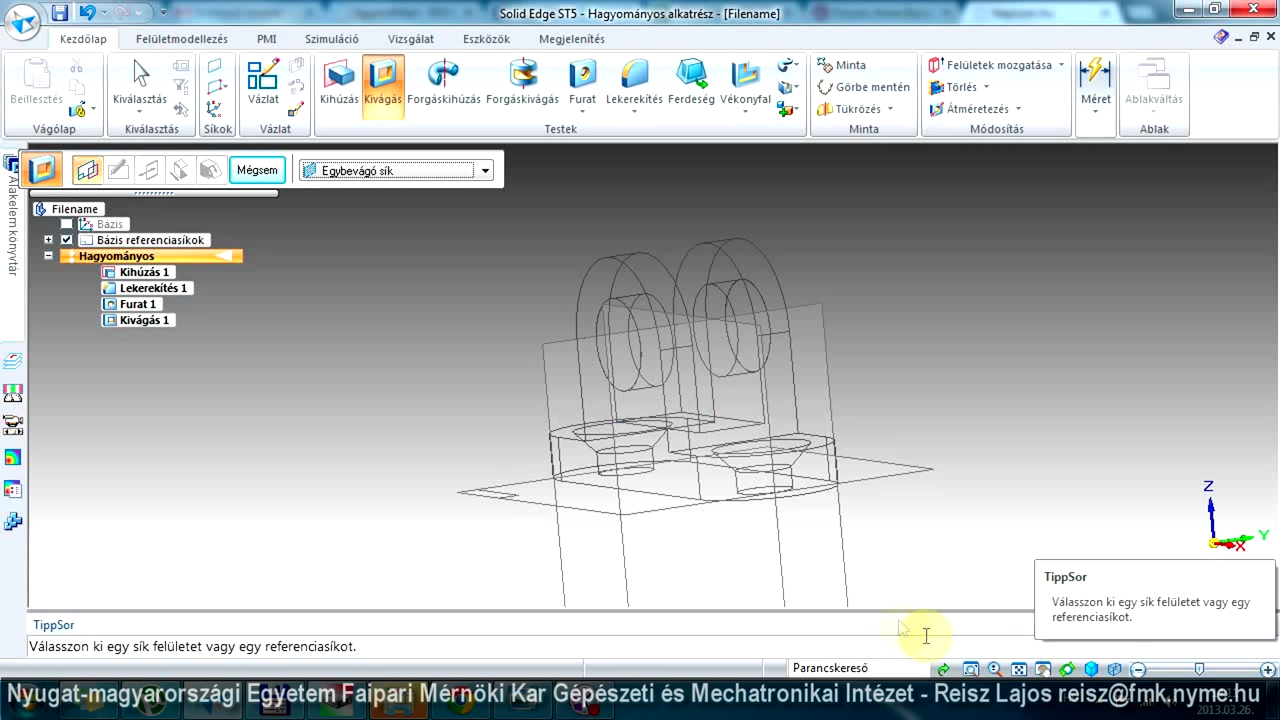 Solid Edge ST5 - Hagyományos alkatrész - [Filename]
Kezdőlap
Felületmodellezés
PMI
Szimuláció
Vizsgálat
Eszközök
Megjelenítés
Beillesztés
Vágólap
Kiválasztás
Kiválasztás
Síkok
Vázlat
Vázlat
Kihúzás
Kivágás
Forgáskihúzás
Forgáskivágás
Furat
Lekerekítés
Ferdeség
Vékonyfal
Testek
Minta
Görbe mentén
Tükrözés
Minta
Felületek mozgatása
Törlés
Átméretezés
Módosítás
Méret
Ablakváltás
Ablak
Mégsem
Egybevágó sík
Alakelem könyvtár
Filename
Bázis
Bázis referenciasíkok
Hagyományos
Kihúzás 1
Lekerekítés 1
Furat 1
Kivágás 1
Z
Y
X
TippSor
Válasszon ki egy sík felületet vagy egy
referenciasíkot.
TippSor
Válasszon ki egy sík felületet vagy egy referenciasíkot.
Parancskereső
Nyugat-magyarországi Egyetem Faipari Mérnöki Kar Gépészeti és Mechatronikai Intézet - Reisz Lajos reisz@fmk.nyme.hu
2013.03.26.